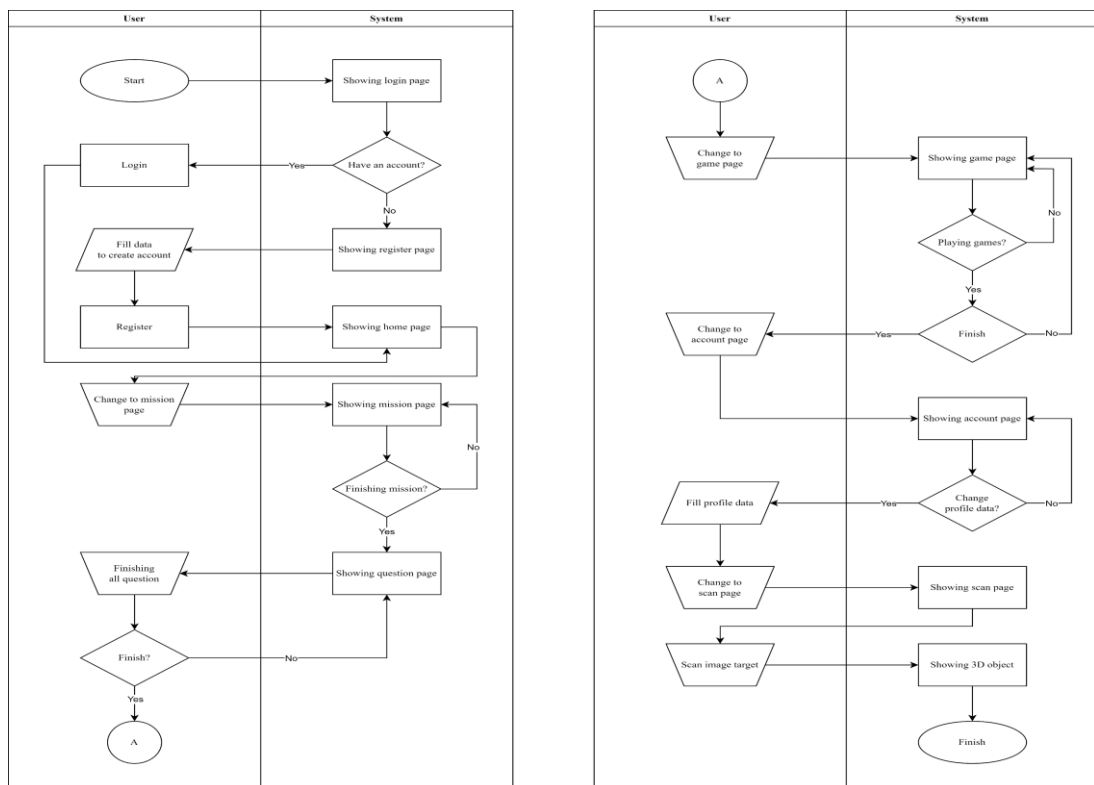 User
System
Start
Showing login page
Login
Yes
Have an account?
No
Fill data
to create account
Showing register page
Register
Showing home page
Change to mission
page
Showing mission page
No
Finishing mission?
Yes
Finishing
all question
Showing question page
Finish?
No
Yes
A
User
System
A
Change to
game page
Showing game page
No
Playing games?
Yes
Change to
account page
Yes
Finish
No
Showing account page
Fill profile data
Yes
Change
profile data?
No
Change to
scan page
Showing scan page
Scan image target
Showing 3D object
Finish